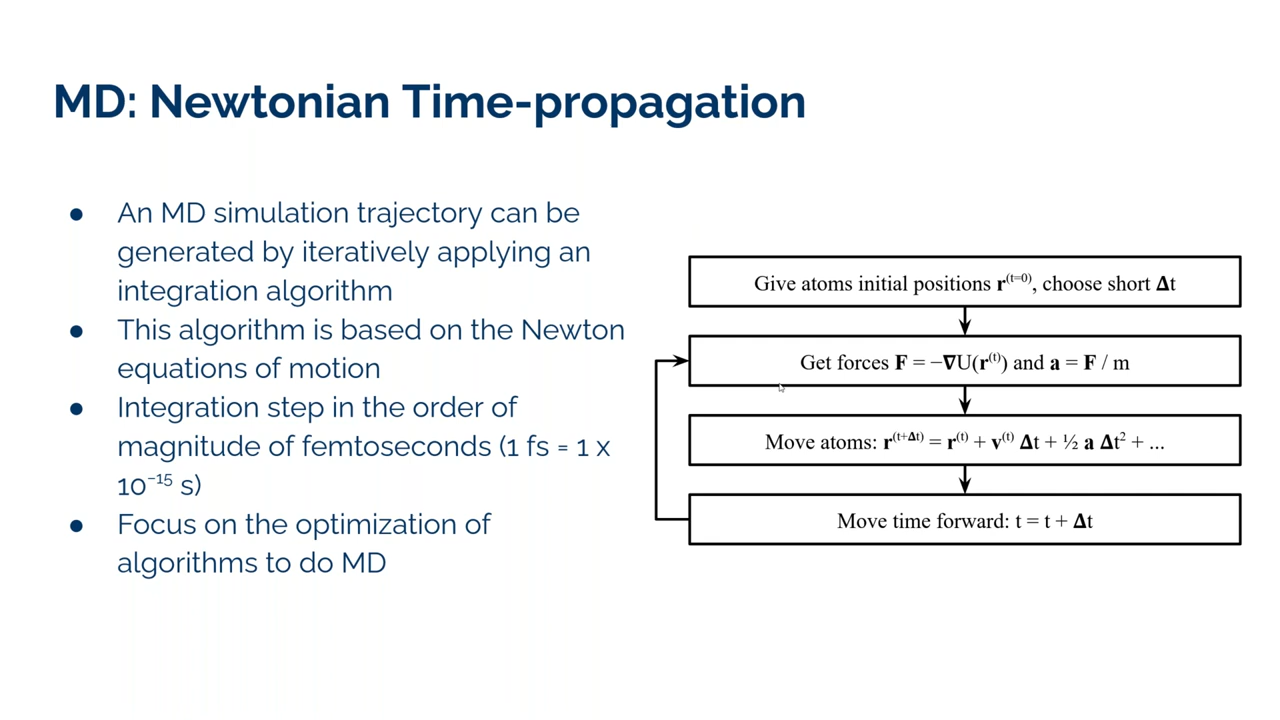 MD: Newtonian Time-propagation
● An MD simulation trajectory can be
generated by iteratively applying an
integration algorithm
● This algorithm is based on the Newton
equations of motion
● Integration step in the order of
magnitude of femtoseconds (1 fs = 1 x
10⁻¹⁵ s)
● Focus on the optimization of
algorithms to do MD
Give atoms initial positions r⁽ᵗ⁼⁰⁾, choose short Δt
Get forces F = −∇U(r⁽ᵗ⁾) and a = F / m
Move atoms: r⁽ᵗ⁺ᐃᵗ⁾ = r⁽ᵗ⁾ + v⁽ᵗ⁾ Δt + ½ a Δt² + ...
Move time forward: t = t + Δt